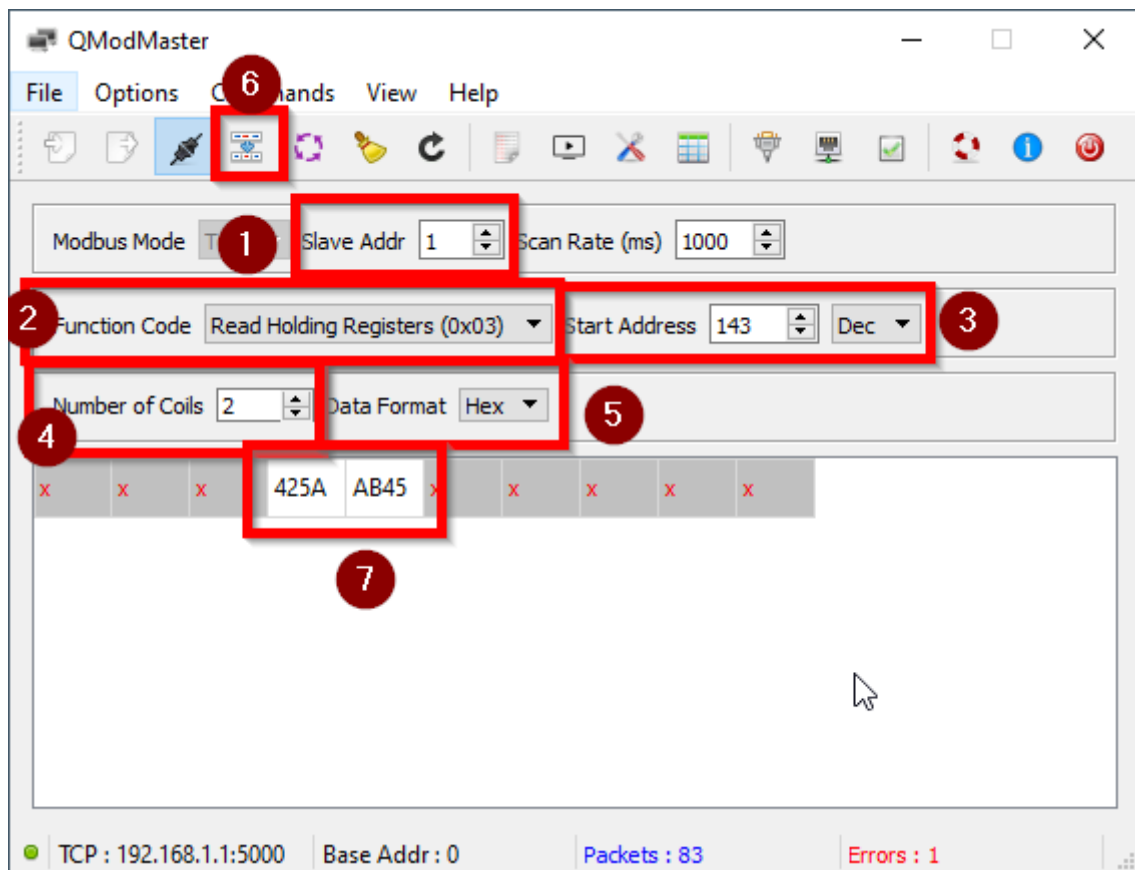 QModMaster
6
File Options C mands View Help
Modbus Mode T 1 Slave Addr 1 Scan Rate (ms) 1000
2 Function Code Read Holding Registers (0x03) Start Address 143 Dec 3
4 Number of Coils 2 Data Format Hex 5
x x x 425A AB45 x x x x x
7
TCP : 192.168.1.1:5000 Base Addr : 0 Packets : 83 Errors : 1